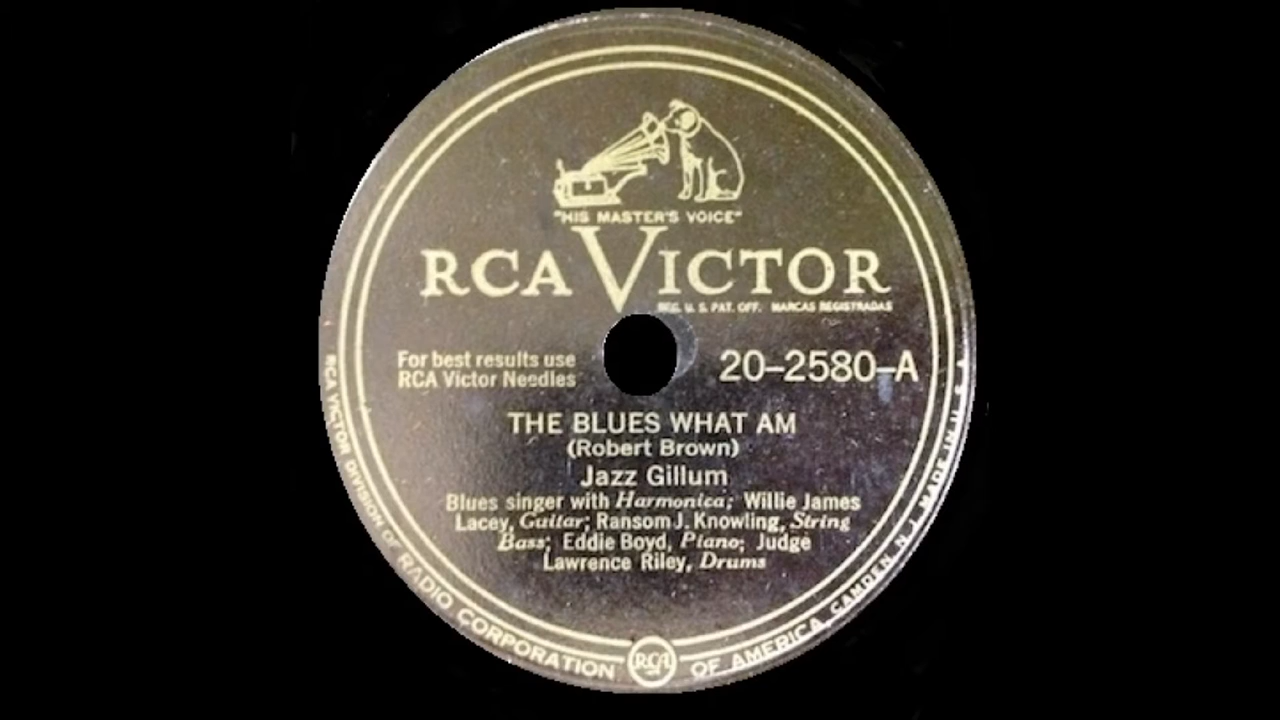 "HIS MASTER'S VOICE"
RCA VICTOR
REG. U. S. PAT. OFF. MARCAS REGISTRADAS
For best results use
RCA Victor Needles
20–2580–A
THE BLUES WHAT AM
(Robert Brown)
Jazz Gillum
Blues singer with Harmonica; Willie James
Lacey, Guitar; Ransom J. Knowling, String
Bass; Eddie Boyd, Piano; Judge
Lawrence Riley, Drums
RCA VICTOR DIVISION OF RADIO CORPORATION OF AMERICA, CAMDEN, N. J. MADE IN U. S. A.
RCA